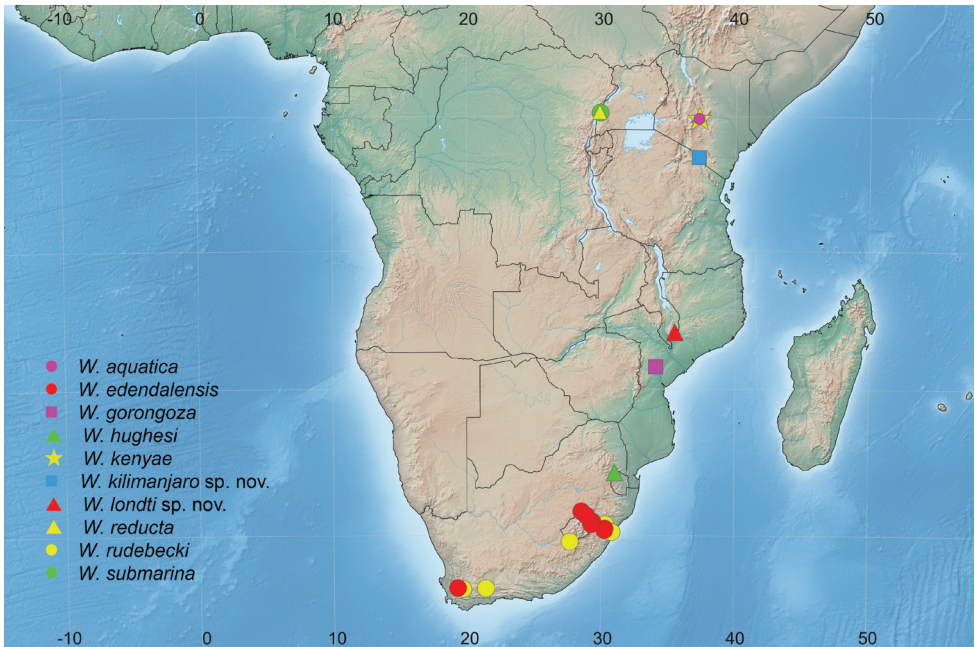 -10 0 10 20 30 40 50
W. aquatica
W. edendalensis
W. gorongoza
W. hughesi
W. kenyae
W. kilimanjaro sp. nov.
W. londti sp. nov.
W. reducta
W. rudebecki
W. submarina
-10 0 10 20 30 40 50